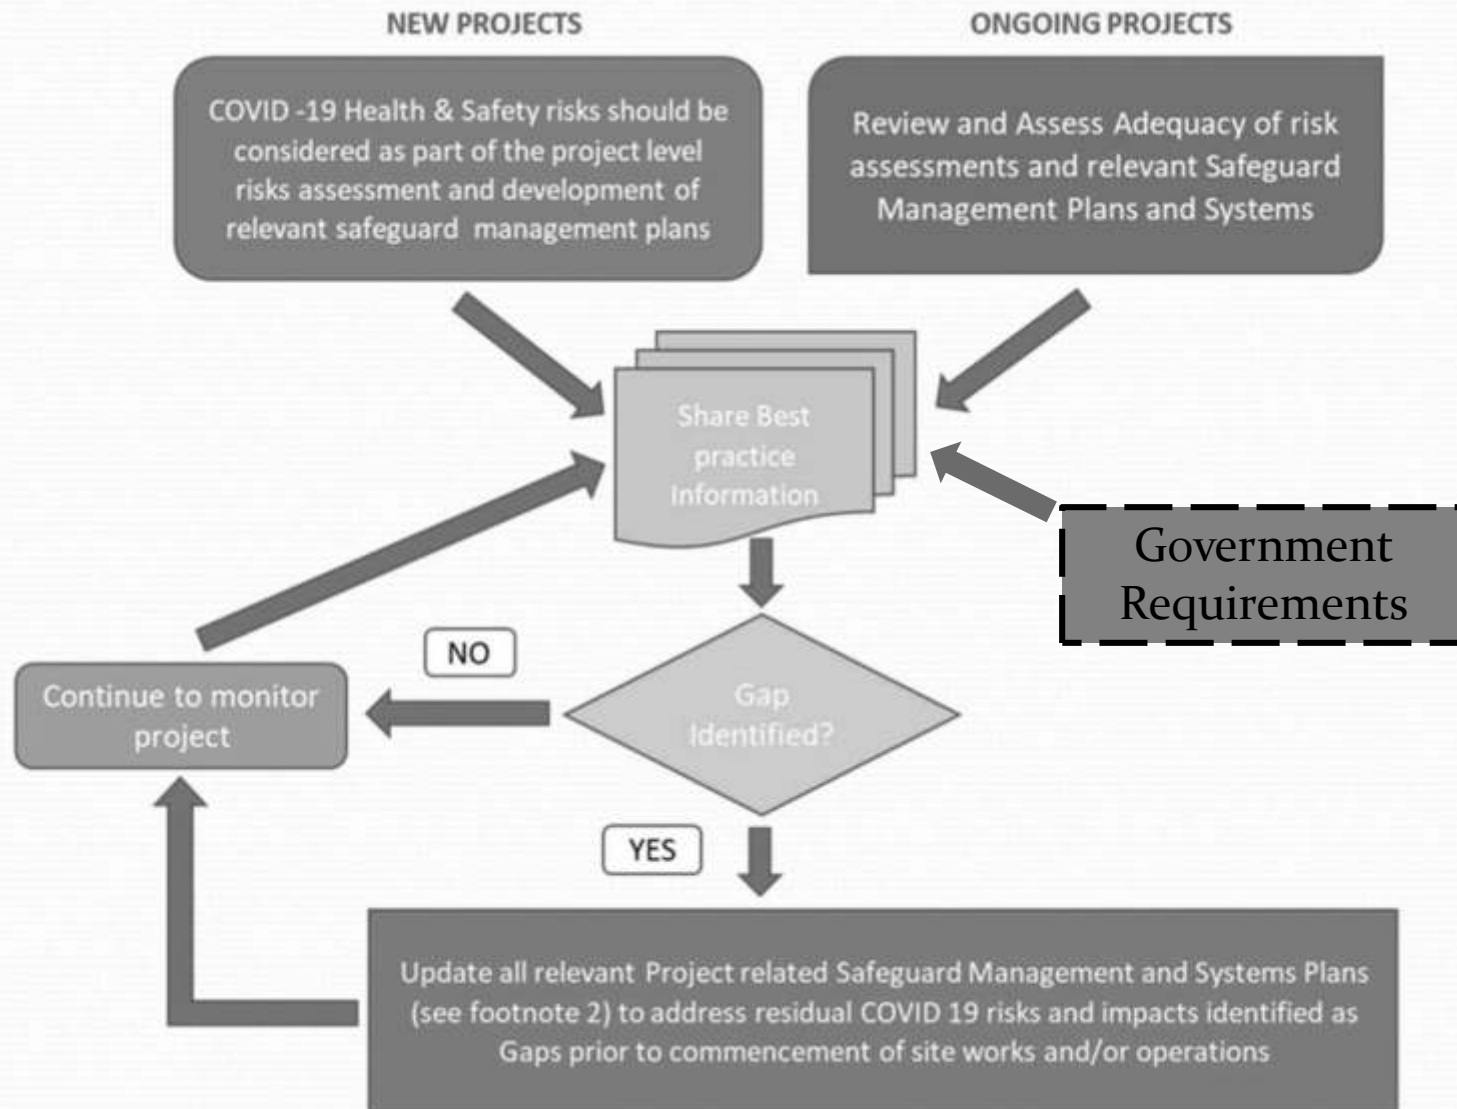 NEW PROJECTS
ONGOING PROJECTS
COVID -19 Health & Safety risks should be
considered as part of the project level
risks assessment and development of
relevant safeguard management plans
Review and Assess Adequacy of risk
assessments and relevant Safeguard
Management Plans and Systems
Share Best
practice
Information
Government
Requirements
NO
Continue to monitor
project
Gap
Identified?
YES
Update all relevant Project related Safeguard Management and Systems Plans
(see footnote 2) to address residual COVID 19 risks and impacts identified as
Gaps prior to commencement of site works and/or operations